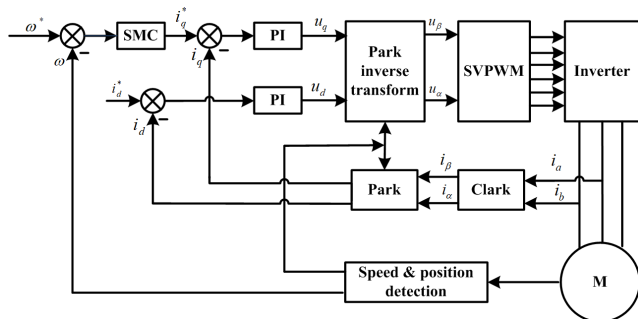 ω*
ω
SMC
i_q^*
i_q
PI
u_q
i_d^*
i_d
PI
u_d
Park
inverse
transform
u_β
u_α
SVPWM
Inverter
Park
i_β
i_α
Clark
i_a
i_b
Speed & position
detection
M